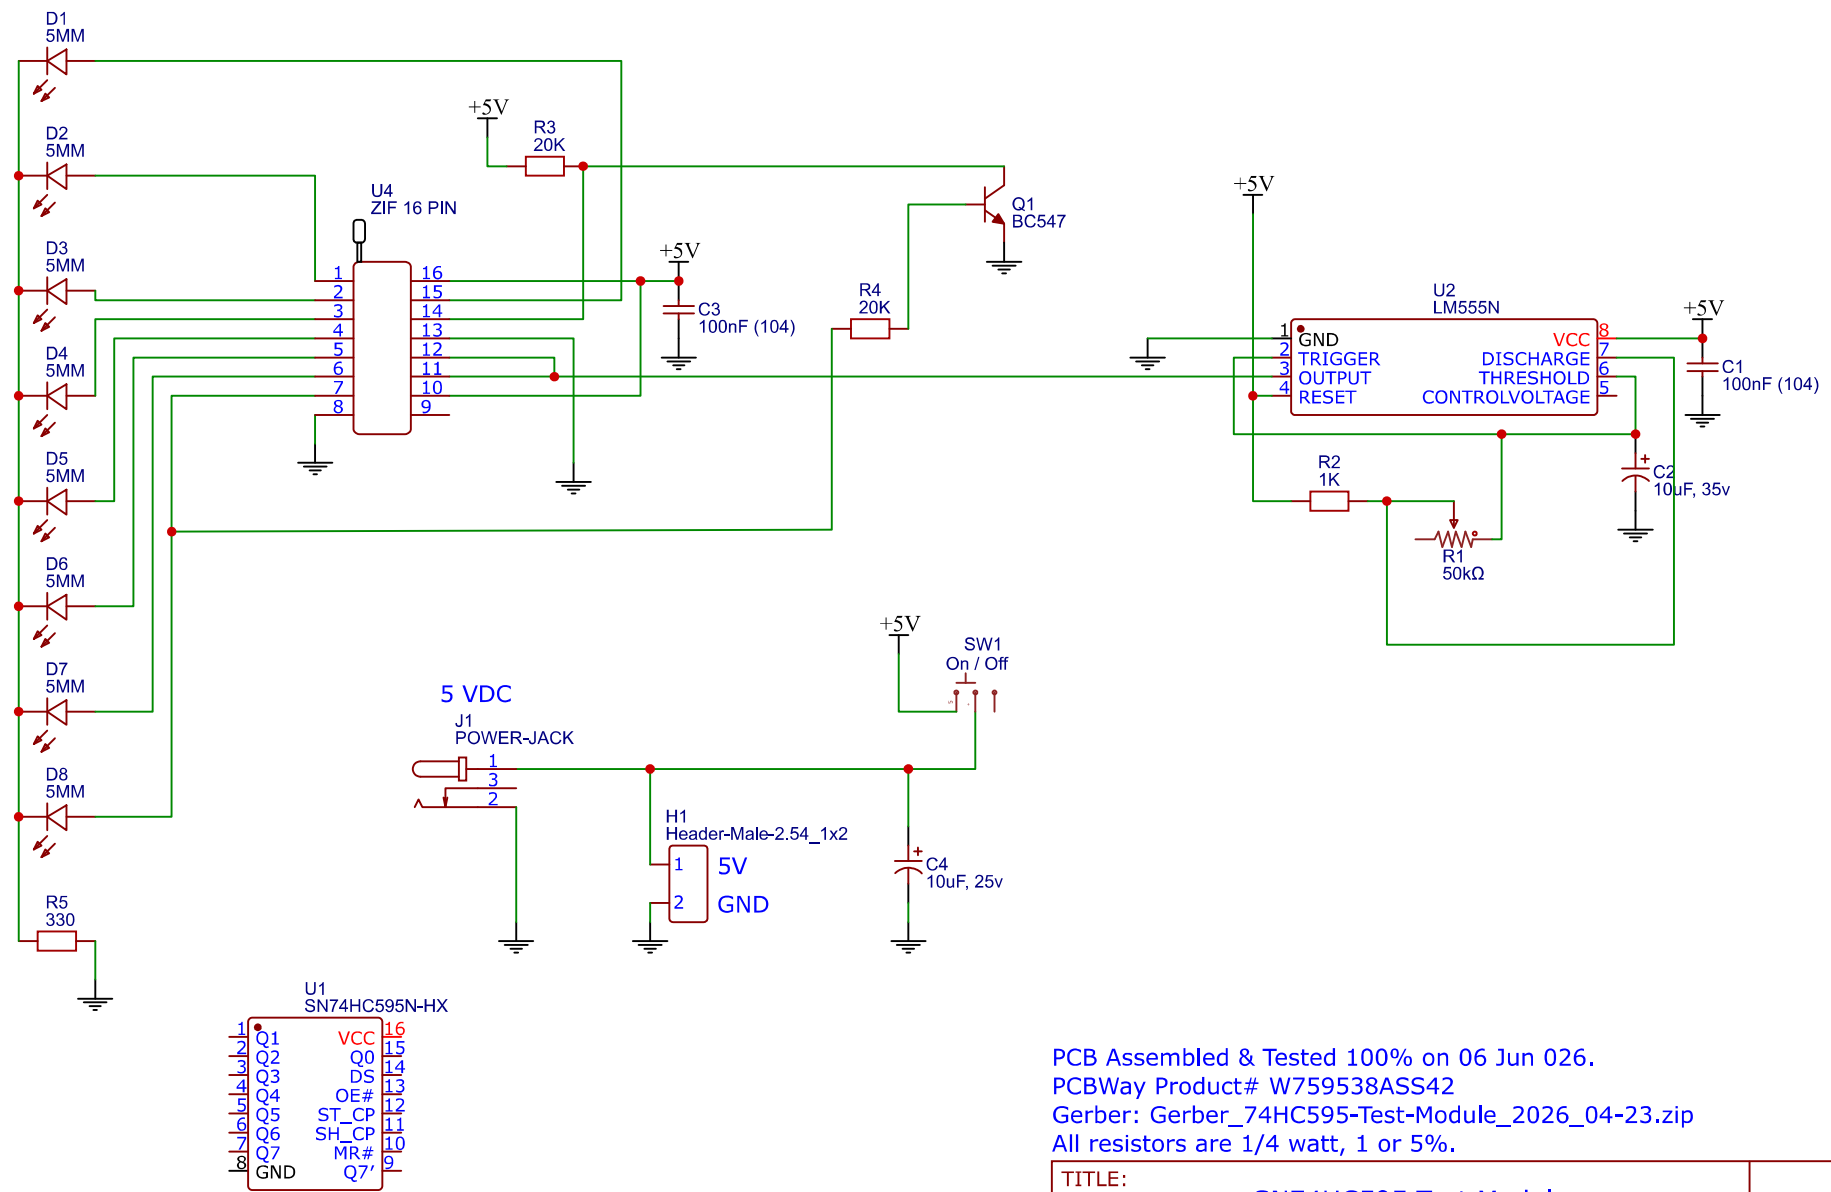 D1
5MM
D2
5MM
D3
5MM
D4
5MM
D5
5MM
D6
5MM
D7
5MM
D8
5MM
R5
330
+5V
R3
20K
U4
ZIF 16 PIN
1
2
3
4
5
6
7
8
16
15
14
13
12
11
10
9
+5V
C3
100nF (104)
R4
20K
Q1
BC547
+5V
U2
LM555N
1
2
3
4
GND
TRIGGER
OUTPUT
RESET
VCC
DISCHARGE
THRESHOLD
CONTROLVOLTAGE
8
7
6
5
+5V
C1
100nF (104)
R2
1K
R1
50kΩ
C2
10uF, 35v
+5V
SW1
On / Off
5 VDC
J1
POWER-JACK
1
3
2
H1
Header-Male-2.54_1x2
1 5V
2 GND
C4
10uF, 25v
U1
SN74HC595N-HX
1 Q1 VCC 16
2 Q2 Q0 15
3 Q3 DS 14
4 Q4 OE# 13
5 Q5 ST_CP 12
6 Q6 SH_CP 11
7 Q7 MR# 10
8 GND Q7' 9
PCB Assembled & Tested 100% on 06 Jun 026.
PCBWay Product# W759538ASS42
Gerber: Gerber_74HC595-Test-Module_2026_04-23.zip
All resistors are 1/4 watt, 1 or 5%.
TITLE: